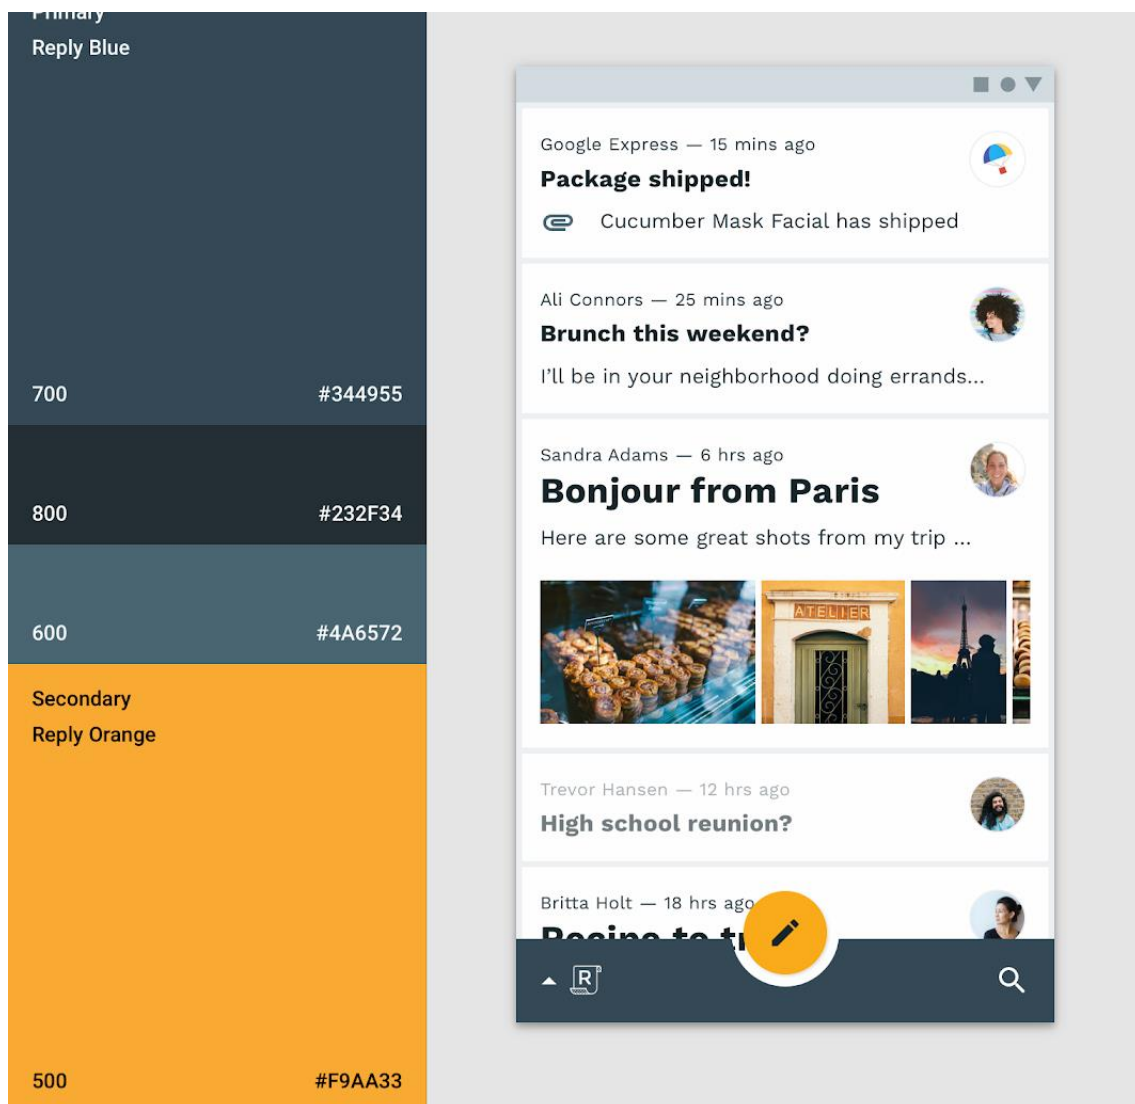 Primary
Reply Blue
700 #344955
800 #232F34
600 #4A6572
Secondary
Reply Orange
500 #F9AA33
Google Express — 15 mins ago
Package shipped!
Cucumber Mask Facial has shipped
Ali Connors — 25 mins ago
Brunch this weekend?
I’ll be in your neighborhood doing errands...
Sandra Adams — 6 hrs ago
Bonjour from Paris
Here are some great shots from my trip ...
ATELIER
Trevor Hansen — 12 hrs ago
High school reunion?
Britta Holt — 18 hrs ago
Recipe to
R